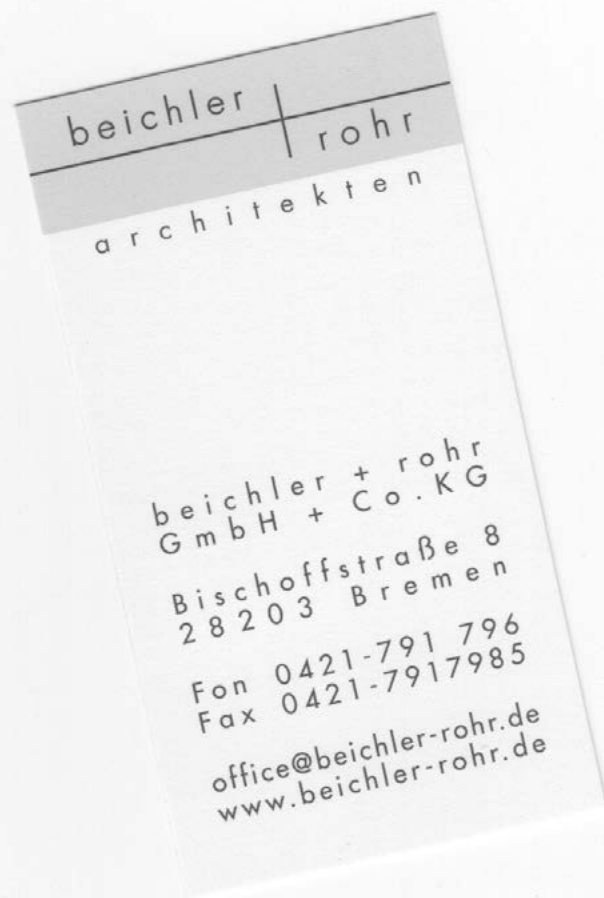 beichler
rohr
architekten
beichler + rohr
GmbH + Co.KG
Bischoffstraße 8
28203 Bremen
Fon 0421-791 796
Fax 0421-7917985
office@beichler-rohr.de
www.beichler-rohr.de